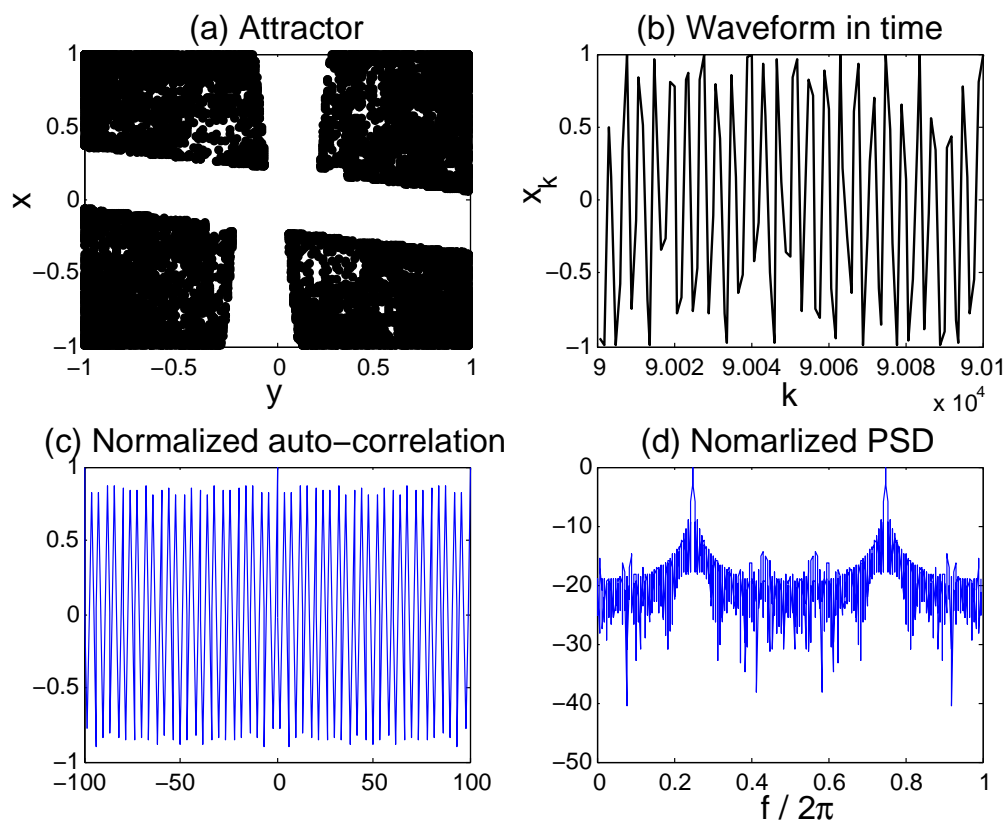 (a) Attractor
1
0.5
0
−0.5
−1
x
−1 −0.5 0 0.5 1
y
(b) Waveform in time
1
0.5
0
−0.5
−1
x_k
9 9.002 9.004 9.006 9.008 9.01
k
x 10^4
(c) Normalized auto−correlation
1
0.5
0
−0.5
−1
−100 −50 0 50 100
(d) Nomarlized PSD
0
−10
−20
−30
−40
−50
0 0.2 0.4 0.6 0.8 1
f / 2π